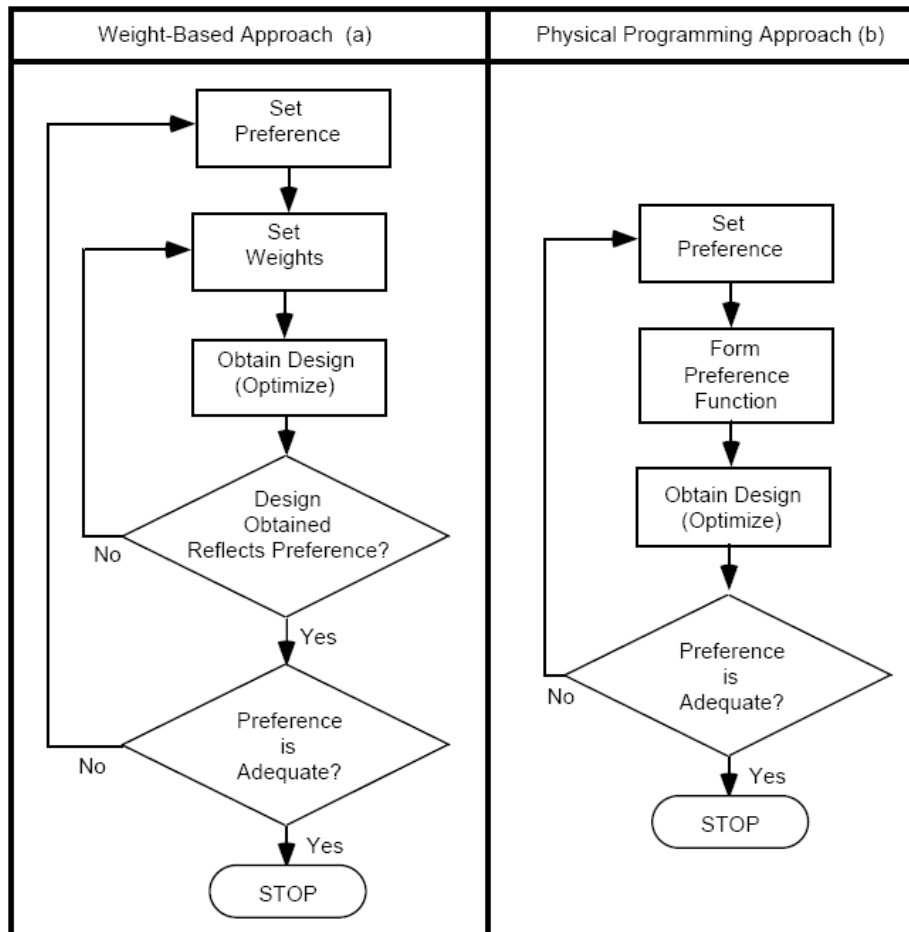 Weight-Based Approach (a)
Set
Preference
Set
Weights
Obtain Design
(Optimize)
Design
Obtained
Reflects Preference?
No
Yes
Preference
is
Adequate?
No
Yes
STOP
Physical Programming Approach (b)
Set
Preference
Form
Preference
Function
Obtain Design
(Optimize)
Preference
is
Adequate?
No
Yes
STOP